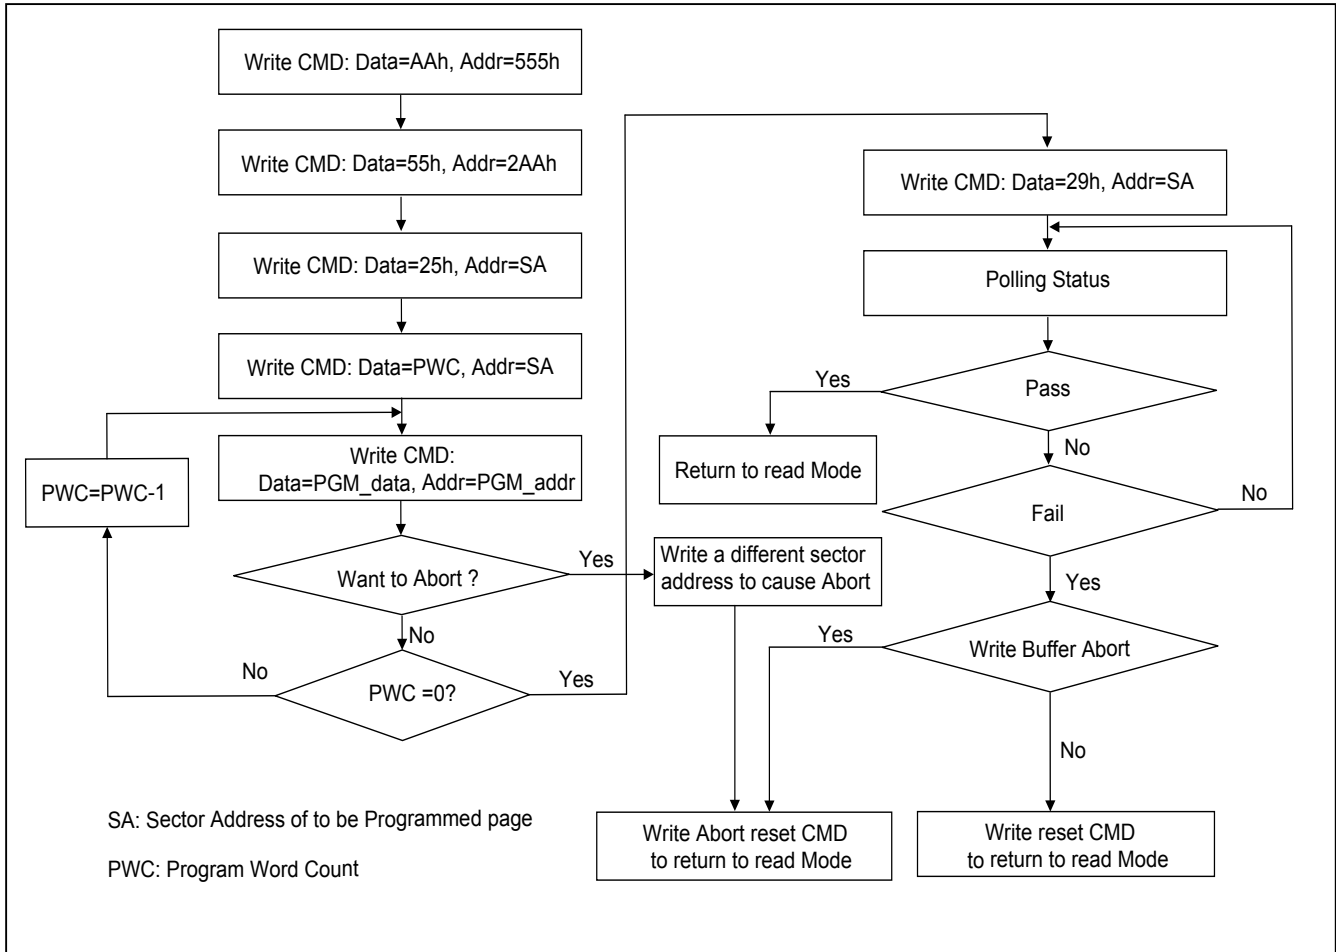 Write CMD: Data=AAh, Addr=555h
Write CMD: Data=55h, Addr=2AAh
Write CMD: Data=25h, Addr=SA
Write CMD: Data=PWC, Addr=SA
Write CMD:
Data=PGM_data, Addr=PGM_addr
PWC=PWC-1
Want to Abort ?
Yes
No
Write a different sector
address to cause Abort
PWC =0?
No
Yes
Write CMD: Data=29h, Addr=SA
Polling Status
Pass
Yes
No
Return to read Mode
Fail
No
Yes
Write Buffer Abort
Yes
No
Write Abort reset CMD
to return to read Mode
Write reset CMD
to return to read Mode
SA: Sector Address of to be Programmed page
PWC: Program Word Count